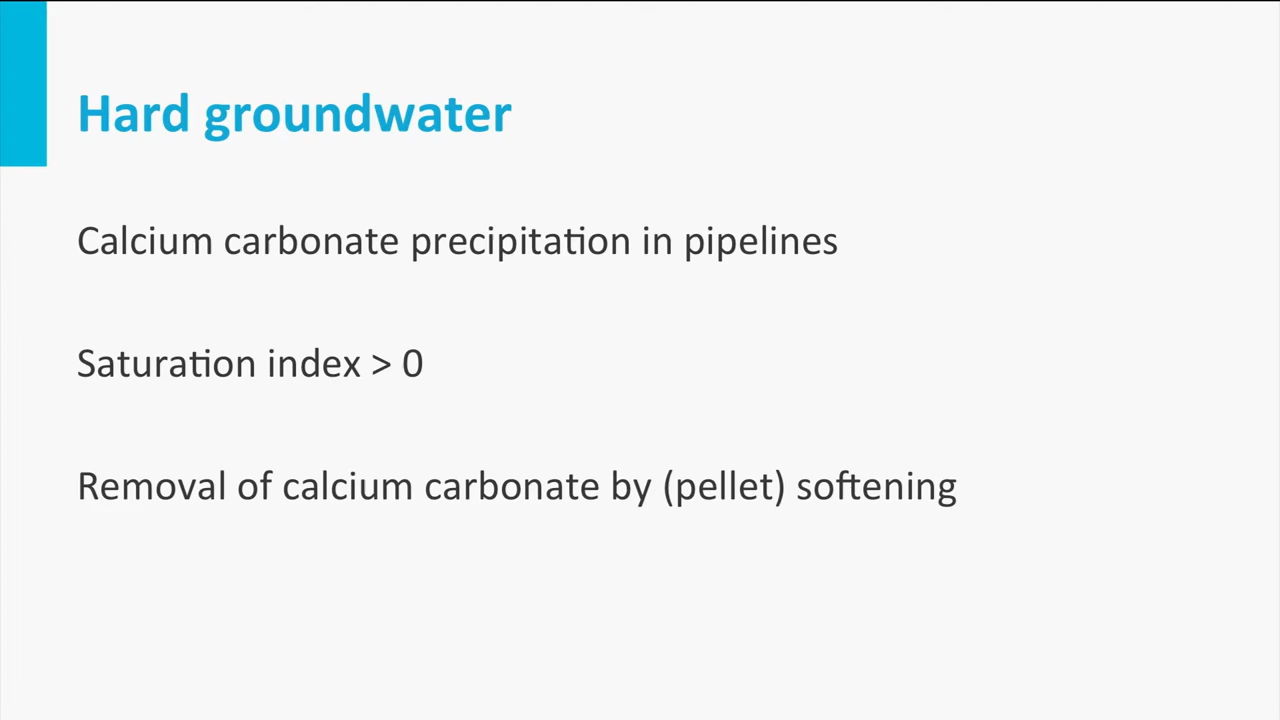 Hard groundwater
Calcium carbonate precipitation in pipelines
Saturation index > 0
Removal of calcium carbonate by (pellet) softening